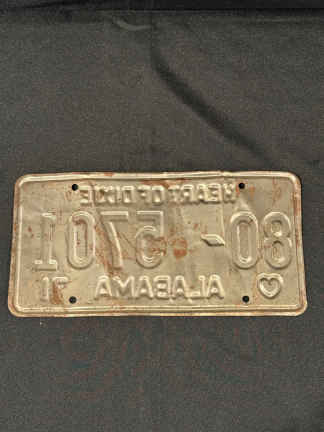 HEART OF DIXIE
80-5701
ALABAMA 71